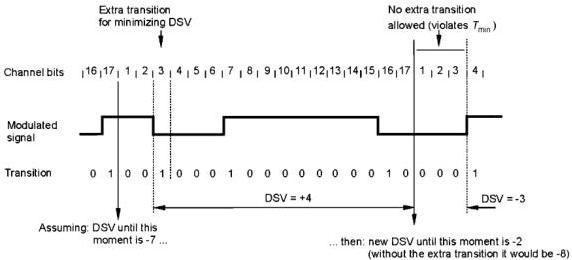 Extra transition
for minimizing DSV
No extra transition
allowed (violates Tmin)
Channel bits 16 17 1 2 3 4 5 6 7 8 9 10 11 12 13 14 15 16 17 1 2 3 4
Modulated
signal
Transition 0 1 0 0 1 0 0 0 1 0 0 0 0 0 0 0 0 1 0 0 0 0 1
DSV = +4
DSV = -3
Assuming: DSV until this
moment is -7 ...
... then: new DSV until this moment is -2
(without the extra transition it would be -8)